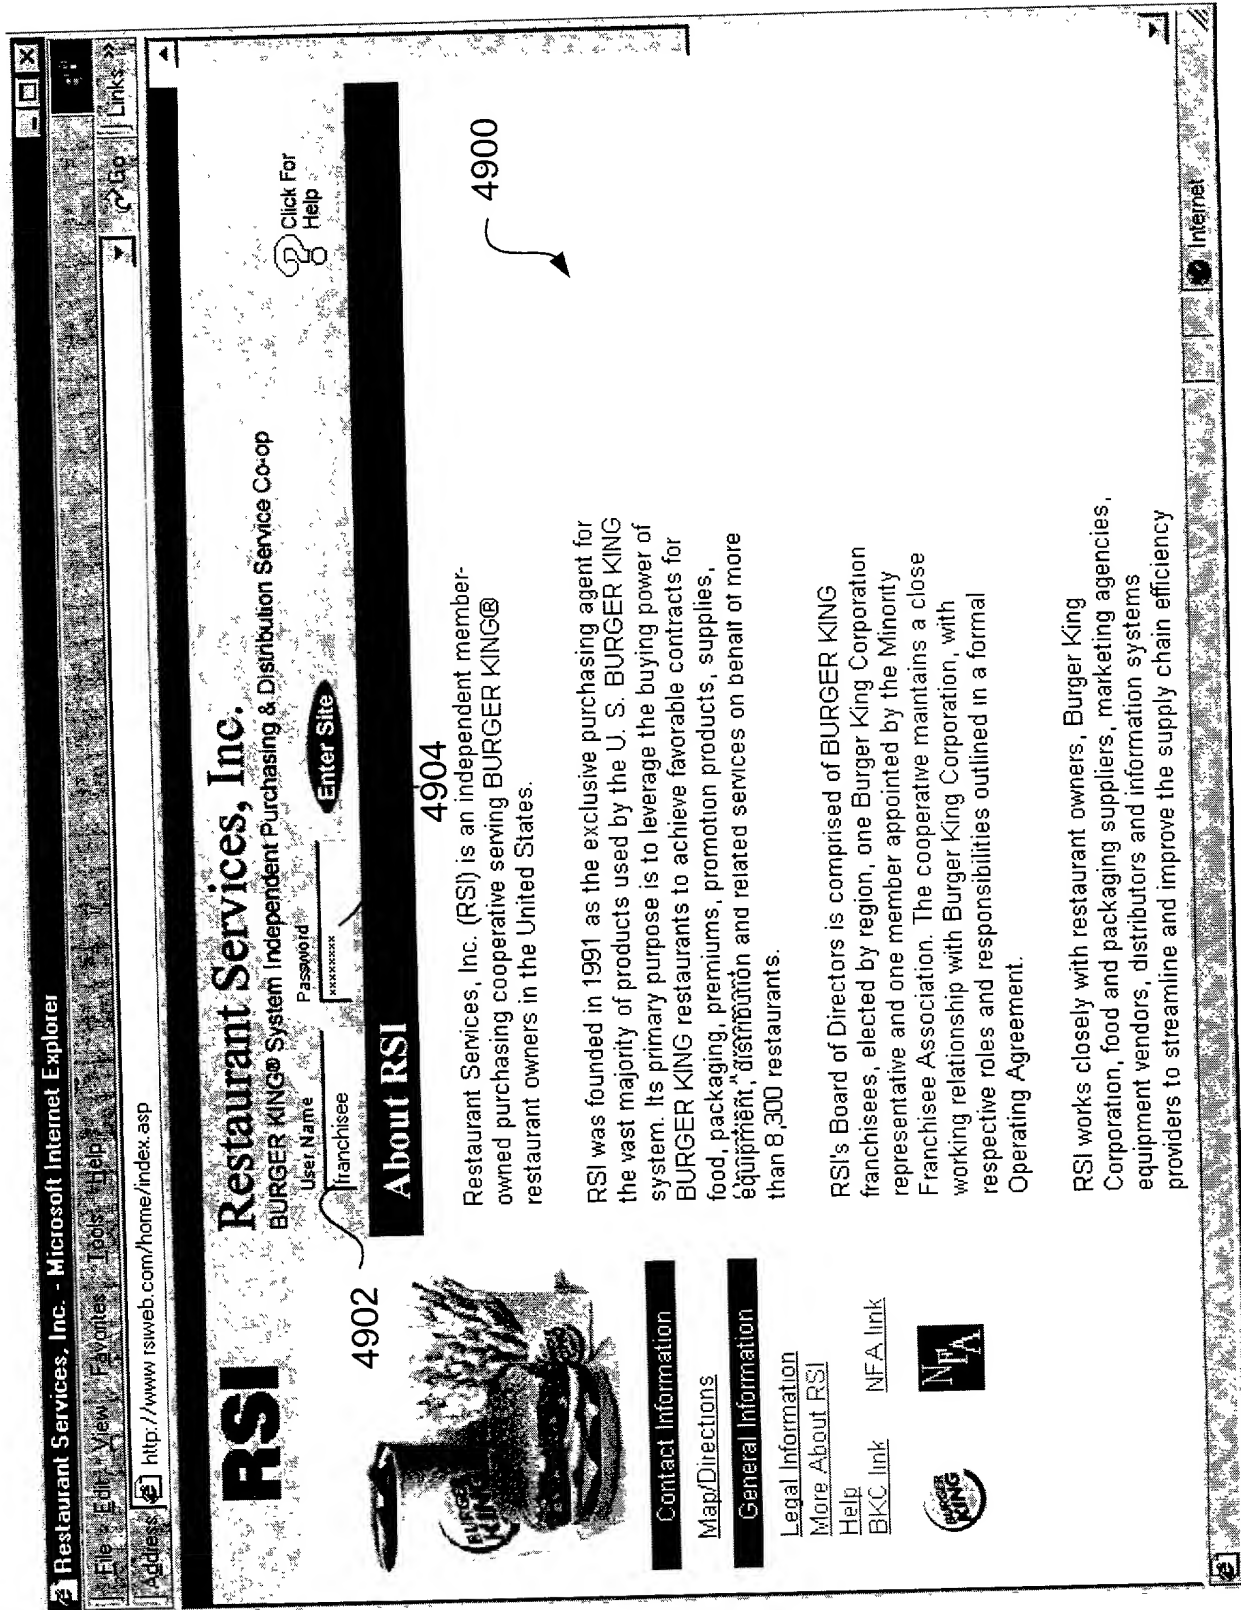 Restaurant Services, Inc. - Microsoft Internet Explorer
File Edit View Favorites Tools Help
Address http://www.rsiweb.com/home/index.asp Go Links »
RSI
Restaurant Services, Inc.
BURGER KING® System Independent Purchasing & Distribution Service Co-op
User Name
Password
franchisee
xxxxxxxx
Enter Site
Click For
Help
4902
About RSI
4904
4900
Restaurant Services, Inc. (RSI) is an independent member-
owned purchasing cooperative serving BURGER KING®
restaurant owners in the United States.
RSI was founded in 1991 as the exclusive purchasing agent for
the vast majority of products used by the U. S. BURGER KING
system. Its primary purpose is to leverage the buying power of
BURGER KING restaurants to achieve favorable contracts for
food, packaging, premiums, promotion products, supplies,
equipment, distribution and related services on behalf of more
than 8,300 restaurants.
RSI's Board of Directors is comprised of BURGER KING
franchisees, elected by region, one Burger King Corporation
representative and one member appointed by the Minority
Franchisee Association. The cooperative maintains a close
working relationship with Burger King Corporation, with
respective roles and responsibilities outlined in a formal
Operating Agreement.
RSI works closely with restaurant owners, Burger King
Corporation, food and packaging suppliers, marketing agencies,
equipment vendors, distributors and information systems
providers to streamline and improve the supply chain efficiency
BURGER
KING
Contact Information
Map/Directions
General Information
Legal Information
More About RSI
Help
BKC link NFA link
BURGER
KING
NFA
Internet